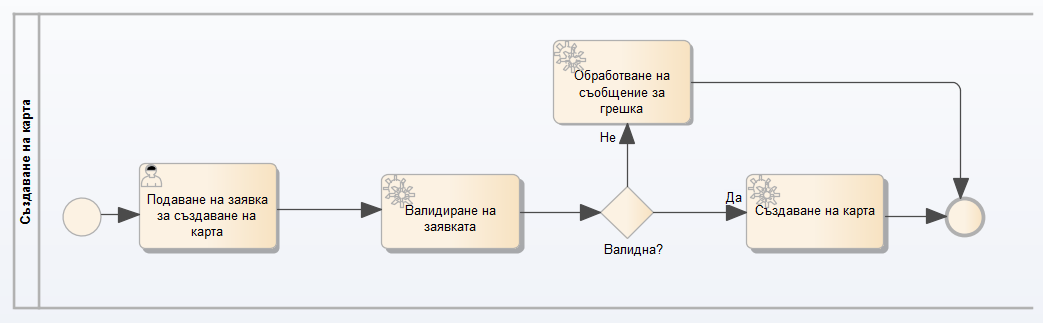 Създаване на карта
Подаване на заявка
за създаване на
карта
Валидиране на
заявката
Валидна?
Не
Обработване на
съобщение за
грешка
Да
Създаване на карта